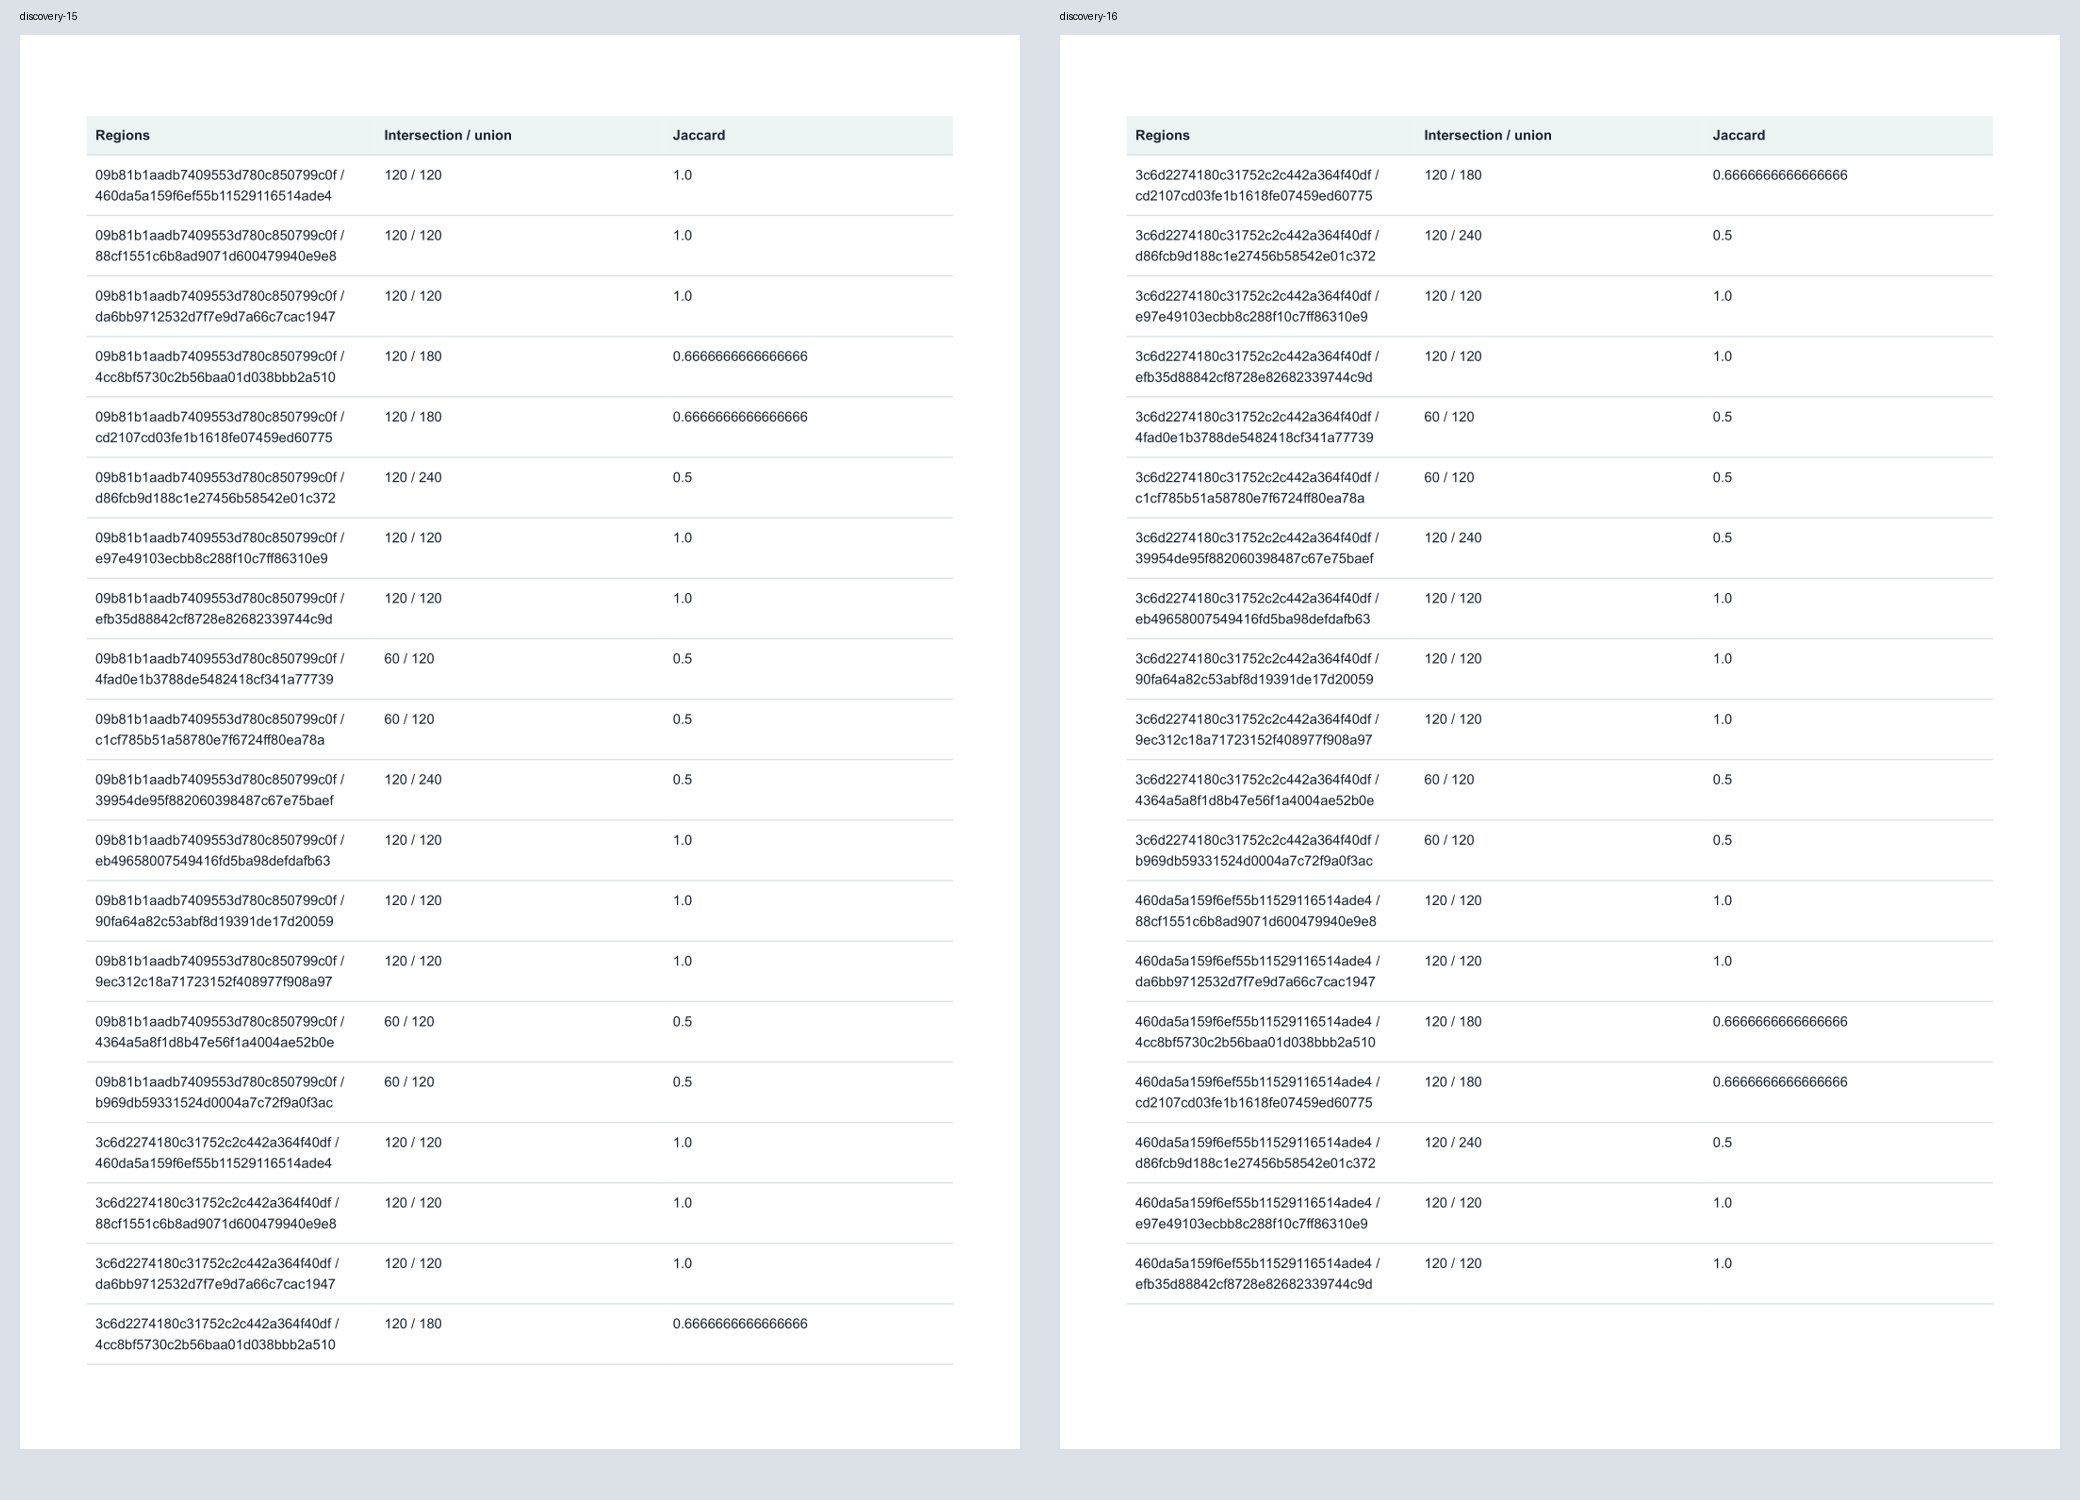 discovery-15
Regions Intersection / union Jaccard
09b81b1aadb7409553d780c850799c0f / 120 / 120 1.0
460da5a159f6ef55b11529116514ade4
09b81b1aadb7409553d780c850799c0f / 120 / 120 1.0
88cf1551c6b8ad9071d600479940e9e8
09b81b1aadb7409553d780c850799c0f / 120 / 120 1.0
da6bb9712532d7f7e9d7a66c7cac1947
09b81b1aadb7409553d780c850799c0f / 120 / 180 0.6666666666666666
4cc8bf5730c2b56baa01d038bbb2a510
09b81b1aadb7409553d780c850799c0f / 120 / 180 0.6666666666666666
cd2107cd03fe1b1618fe07459ed60775
09b81b1aadb7409553d780c850799c0f / 120 / 240 0.5
d86fcb9d188c1e27456b58542e01c372
09b81b1aadb7409553d780c850799c0f / 120 / 120 1.0
e97e49103ecbb8c288f10c7ff86310e9
09b81b1aadb7409553d780c850799c0f / 120 / 120 1.0
efb35d88842cf8728e82682339744c9d
09b81b1aadb7409553d780c850799c0f / 60 / 120 0.5
4fad0e1b3788de5482418cf341a77739
09b81b1aadb7409553d780c850799c0f / 60 / 120 0.5
c1cf785b51a58780e7f6724ff80ea78a
09b81b1aadb7409553d780c850799c0f / 120 / 240 0.5
39954de95f882060398487c67e75baef
09b81b1aadb7409553d780c850799c0f / 120 / 120 1.0
eb49658007549416fd5ba98defdafb63
09b81b1aadb7409553d780c850799c0f / 120 / 120 1.0
90fa64a82c53abf8d19391de17d20059
09b81b1aadb7409553d780c850799c0f / 120 / 120 1.0
9ec312c18a71723152f408977f908a97
09b81b1aadb7409553d780c850799c0f / 60 / 120 0.5
4364a5a8f1d8b47e56f1a4004ae52b0e
09b81b1aadb7409553d780c850799c0f / 60 / 120 0.5
b969db59331524d0004a7c72f9a0f3ac
3c6d2274180c31752c2c442a364f40df / 120 / 120 1.0
460da5a159f6ef55b11529116514ade4
3c6d2274180c31752c2c442a364f40df / 120 / 120 1.0
88cf1551c6b8ad9071d600479940e9e8
3c6d2274180c31752c2c442a364f40df / 120 / 120 1.0
da6bb9712532d7f7e9d7a66c7cac1947
3c6d2274180c31752c2c442a364f40df / 120 / 180 0.6666666666666666
4cc8bf5730c2b56baa01d038bbb2a510
discovery-16
Regions Intersection / union Jaccard
3c6d2274180c31752c2c442a364f40df / 120 / 180 0.6666666666666666
cd2107cd03fe1b1618fe07459ed60775
3c6d2274180c31752c2c442a364f40df / 120 / 240 0.5
d86fcb9d188c1e27456b58542e01c372
3c6d2274180c31752c2c442a364f40df / 120 / 120 1.0
e97e49103ecbb8c288f10c7ff86310e9
3c6d2274180c31752c2c442a364f40df / 120 / 120 1.0
efb35d88842cf8728e82682339744c9d
3c6d2274180c31752c2c442a364f40df / 60 / 120 0.5
4fad0e1b3788de5482418cf341a77739
3c6d2274180c31752c2c442a364f40df / 60 / 120 0.5
c1cf785b51a58780e7f6724ff80ea78a
3c6d2274180c31752c2c442a364f40df / 120 / 240 0.5
39954de95f882060398487c67e75baef
3c6d2274180c31752c2c442a364f40df / 120 / 120 1.0
eb49658007549416fd5ba98defdafb63
3c6d2274180c31752c2c442a364f40df / 120 / 120 1.0
90fa64a82c53abf8d19391de17d20059
3c6d2274180c31752c2c442a364f40df / 120 / 120 1.0
9ec312c18a71723152f408977f908a97
3c6d2274180c31752c2c442a364f40df / 60 / 120 0.5
4364a5a8f1d8b47e56f1a4004ae52b0e
3c6d2274180c31752c2c442a364f40df / 60 / 120 0.5
b969db59331524d0004a7c72f9a0f3ac
460da5a159f6ef55b11529116514ade4 / 120 / 120 1.0
88cf1551c6b8ad9071d600479940e9e8
460da5a159f6ef55b11529116514ade4 / 120 / 120 1.0
da6bb9712532d7f7e9d7a66c7cac1947
460da5a159f6ef55b11529116514ade4 / 120 / 180 0.6666666666666666
4cc8bf5730c2b56baa01d038bbb2a510
460da5a159f6ef55b11529116514ade4 / 120 / 180 0.6666666666666666
cd2107cd03fe1b1618fe07459ed60775
460da5a159f6ef55b11529116514ade4 / 120 / 240 0.5
d86fcb9d188c1e27456b58542e01c372
460da5a159f6ef55b11529116514ade4 / 120 / 120 1.0
e97e49103ecbb8c288f10c7ff86310e9
460da5a159f6ef55b11529116514ade4 / 120 / 120 1.0
efb35d88842cf8728e82682339744c9d